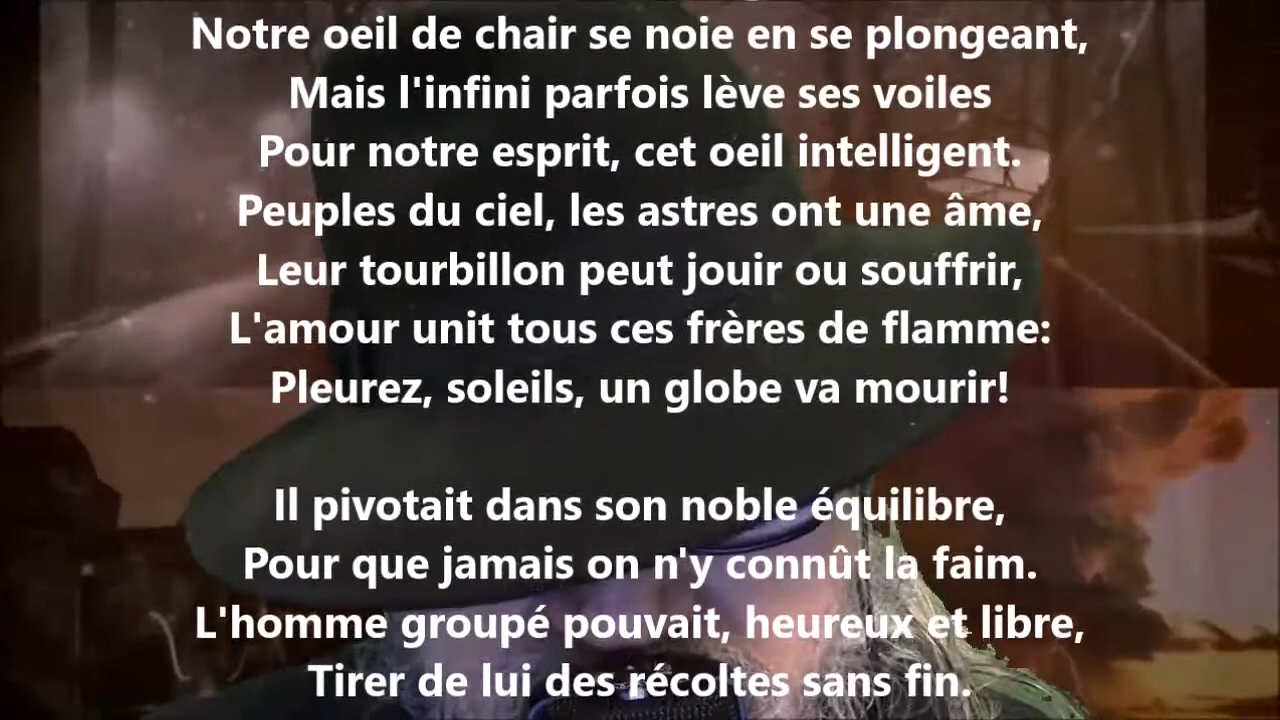 Notre oeil de chair se noie en se plongeant,
Mais l'infini parfois lève ses voiles
Pour notre esprit, cet oeil intelligent.
Peuples du ciel, les astres ont une âme,
Leur tourbillon peut jouir ou souffrir,
L'amour unit tous ces frères de flamme:
Pleurez, soleils, un globe va mourir!
Il pivotait dans son noble équilibre,
Pour que jamais on n'y connût la faim.
L'homme groupé pouvait, heureux et libre,
Tirer de lui des récoltes sans fin.